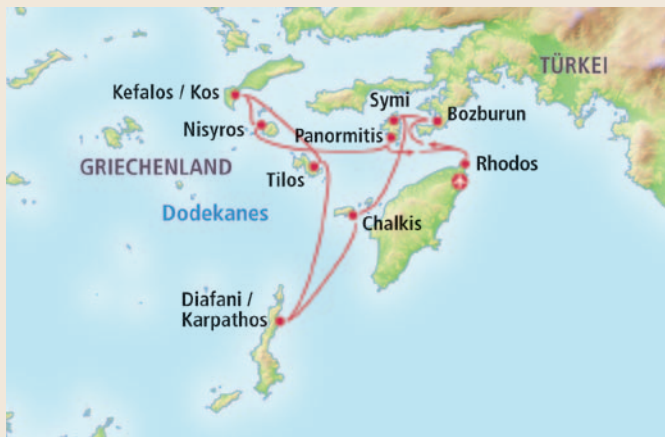 TÜRKEI
Kefalos / Kos
Symi
Bozburun
Nisyros
Panormitis
GRIECHENLAND
Rhodos
Tilos
Dodekanes
Chalkis
Diafani /
Karpathos